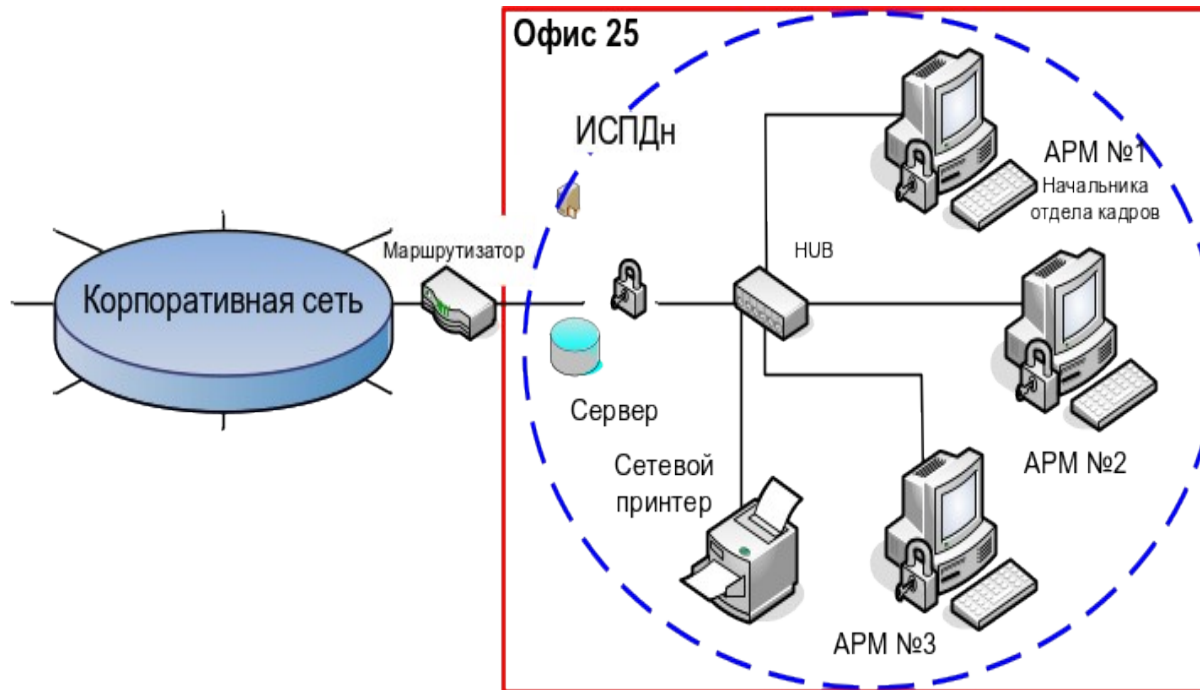 Офис 25
ИСПДн
АРМ №1
Начальника
отдела кадров
Маршрутизатор
HUB
Корпоративная сеть
Сервер
Сетевой
принтер
АРМ №2
АРМ №3